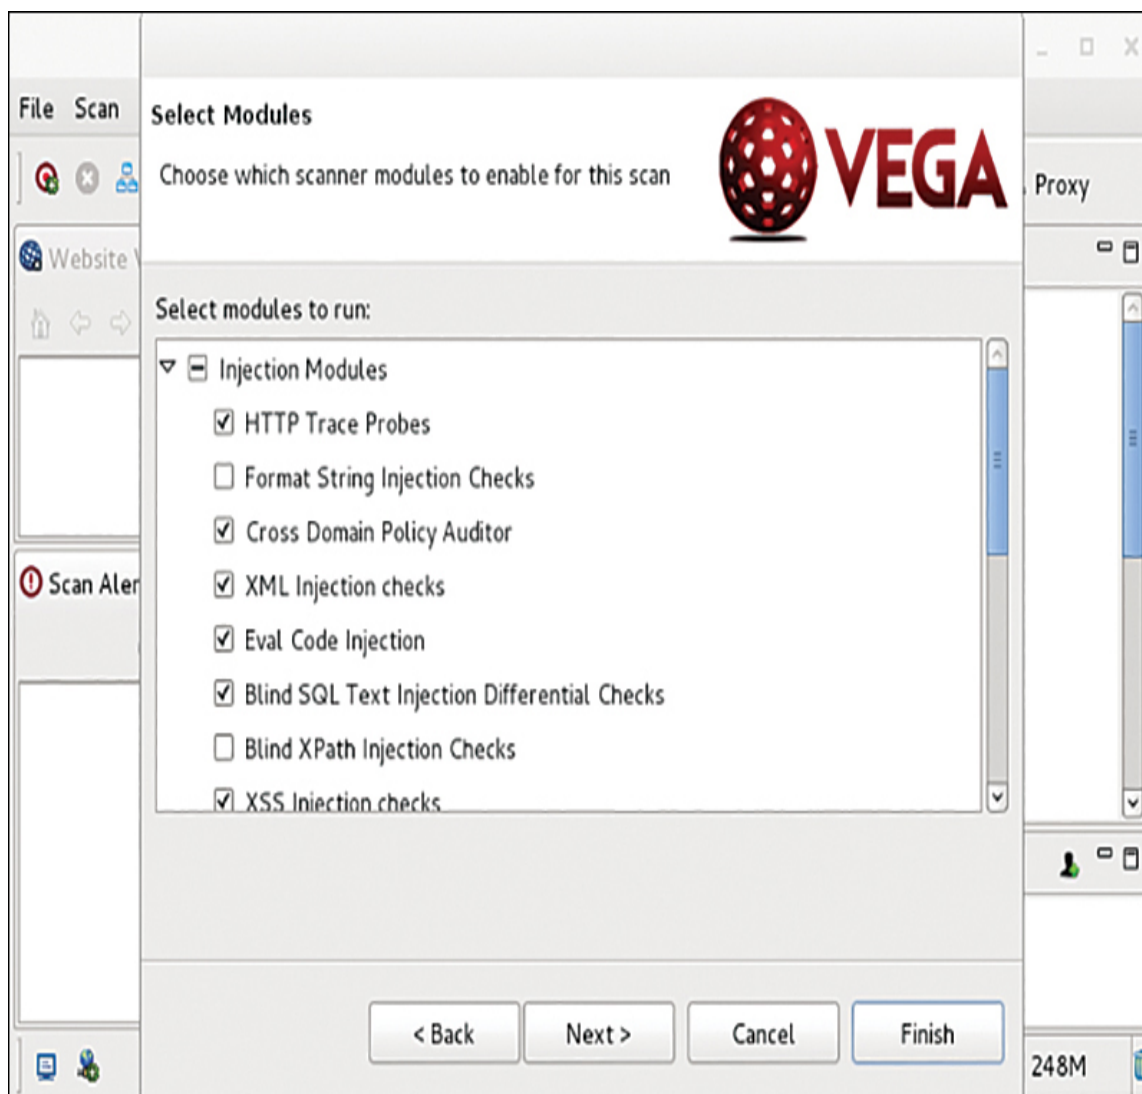 File Scan
Select Modules
Choose which scanner modules to enable for this scan
VEGA
Proxy
Website
Select modules to run:
Injection Modules
HTTP Trace Probes
Format String Injection Checks
Cross Domain Policy Auditor
XML Injection checks
Scan Aler
Eval Code Injection
Blind SQL Text Injection Differential Checks
Blind XPath Injection Checks
XSS Injection checks
< Back Next > Cancel Finish
248M